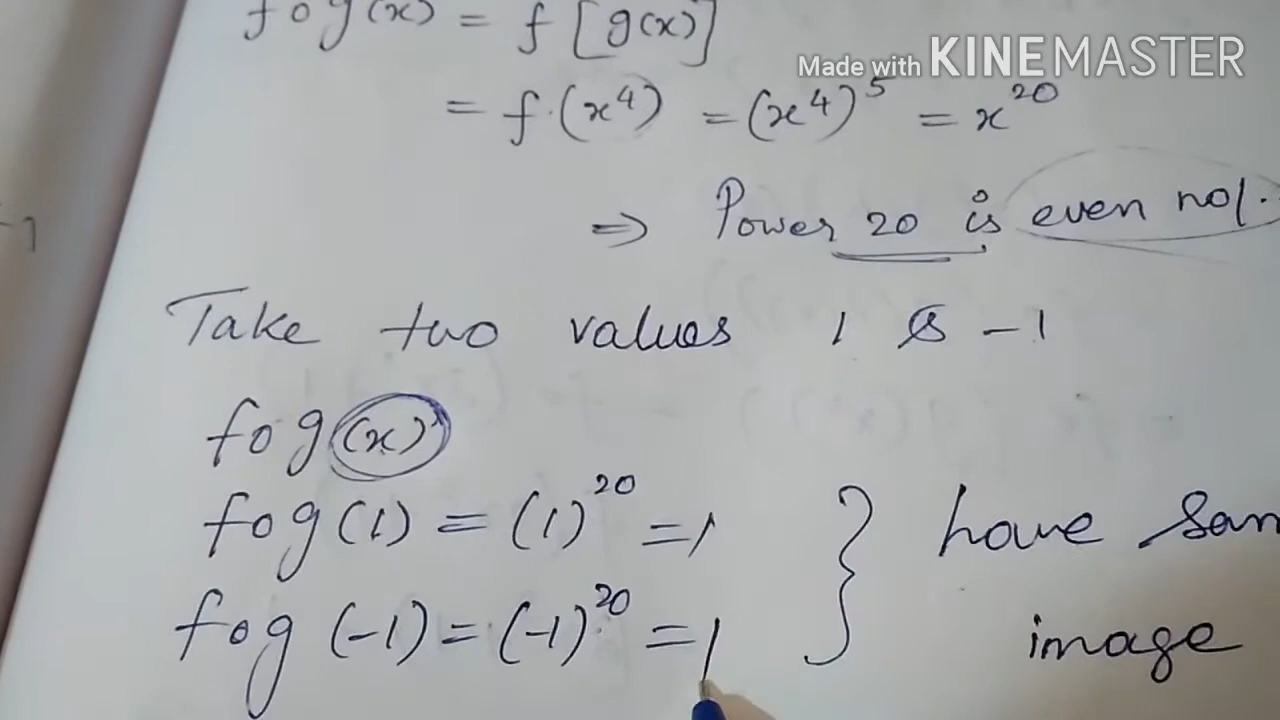 fog(x) = f[g(x)]
Made with KINEMASTER
= f.(x⁴) = (x⁴)⁵ = x²⁰
⇒ Power 20 is even no/.
Take two values 1 & -1
fog(x)
fog(1) = (1)²⁰ = 1
fog(-1) = (-1)²⁰ = 1 } have sam
image